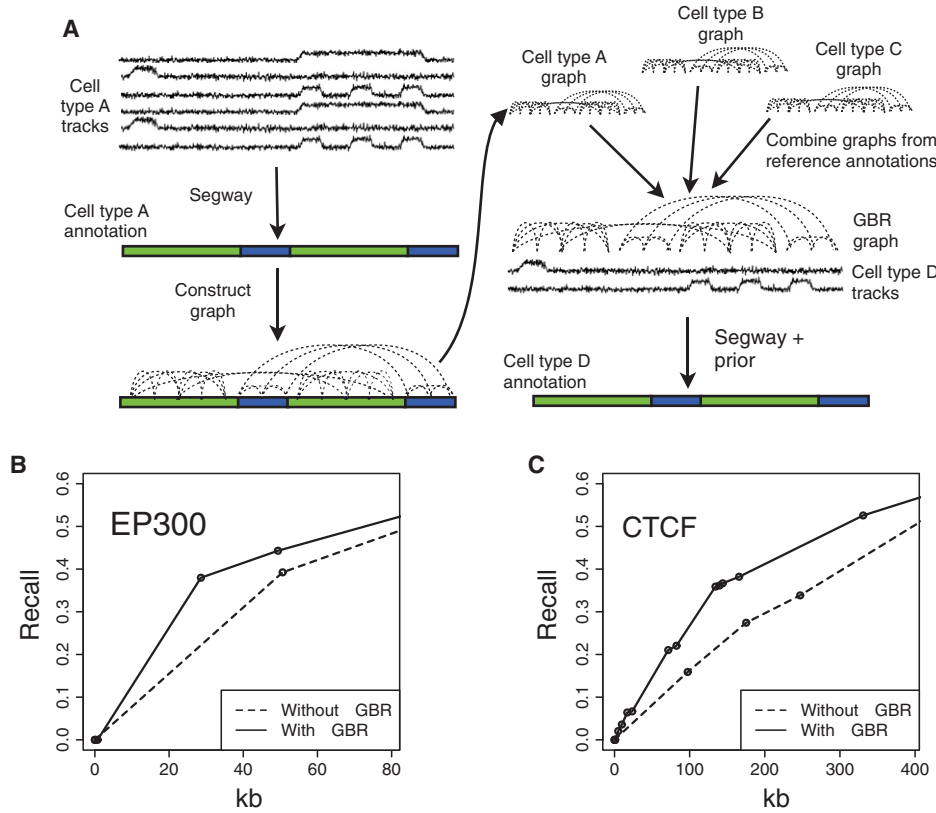 A
Cell
type A
tracks
Segway
Cell type A
annotation
Construct
graph
Cell type A
graph
Cell type B
graph
Cell type C
graph
Combine graphs from
reference annotations
GBR
graph
Cell type D
tracks
Segway +
prior
Cell type D
annotation
B
EP300
Recall
0.6
0.5
0.4
0.3
0.2
0.1
0.0
Without GBR
With GBR
0 20 40 60 80
kb
C
CTCF
Recall
0.6
0.5
0.4
0.3
0.2
0.1
0.0
Without GBR
With GBR
0 100 200 300 400
kb